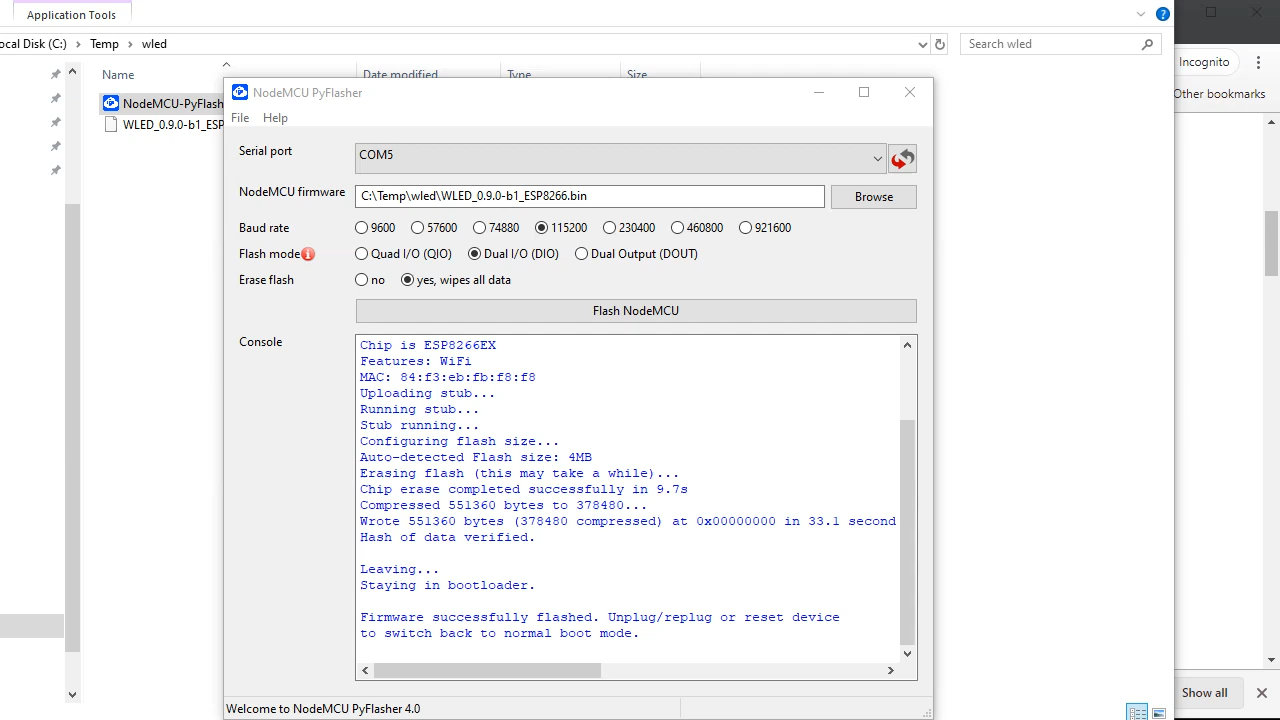 Application Tools
ocal Disk (C:) > Temp > wled
Search wled
Incognito
Other bookmarks
Name
Date modified
Type
Size
NodeMCU-PyFlash
WLED_0.9.0-b1_ESP
NodeMCU PyFlasher
File Help
Serial port
COM5
NodeMCU firmware
C:\Temp\wled\WLED_0.9.0-b1_ESP8266.bin
Browse
Baud rate
9600 57600 74880 115200 230400 460800 921600
Flash mode
Quad I/O (QIO) Dual I/O (DIO) Dual Output (DOUT)
Erase flash
no yes, wipes all data
Flash NodeMCU
Console
Chip is ESP8266EX
Features: WiFi
MAC: 84:f3:eb:fb:f8:f8
Uploading stub...
Running stub...
Stub running...
Configuring flash size...
Auto-detected Flash size: 4MB
Erasing flash (this may take a while)...
Chip erase completed successfully in 9.7s
Compressed 551360 bytes to 378480...
Wrote 551360 bytes (378480 compressed) at 0x00000000 in 33.1 second
Hash of data verified.
Leaving...
Staying in bootloader.
Firmware successfully flashed. Unplug/replug or reset device
to switch back to normal boot mode.
Show all
Welcome to NodeMCU PyFlasher 4.0